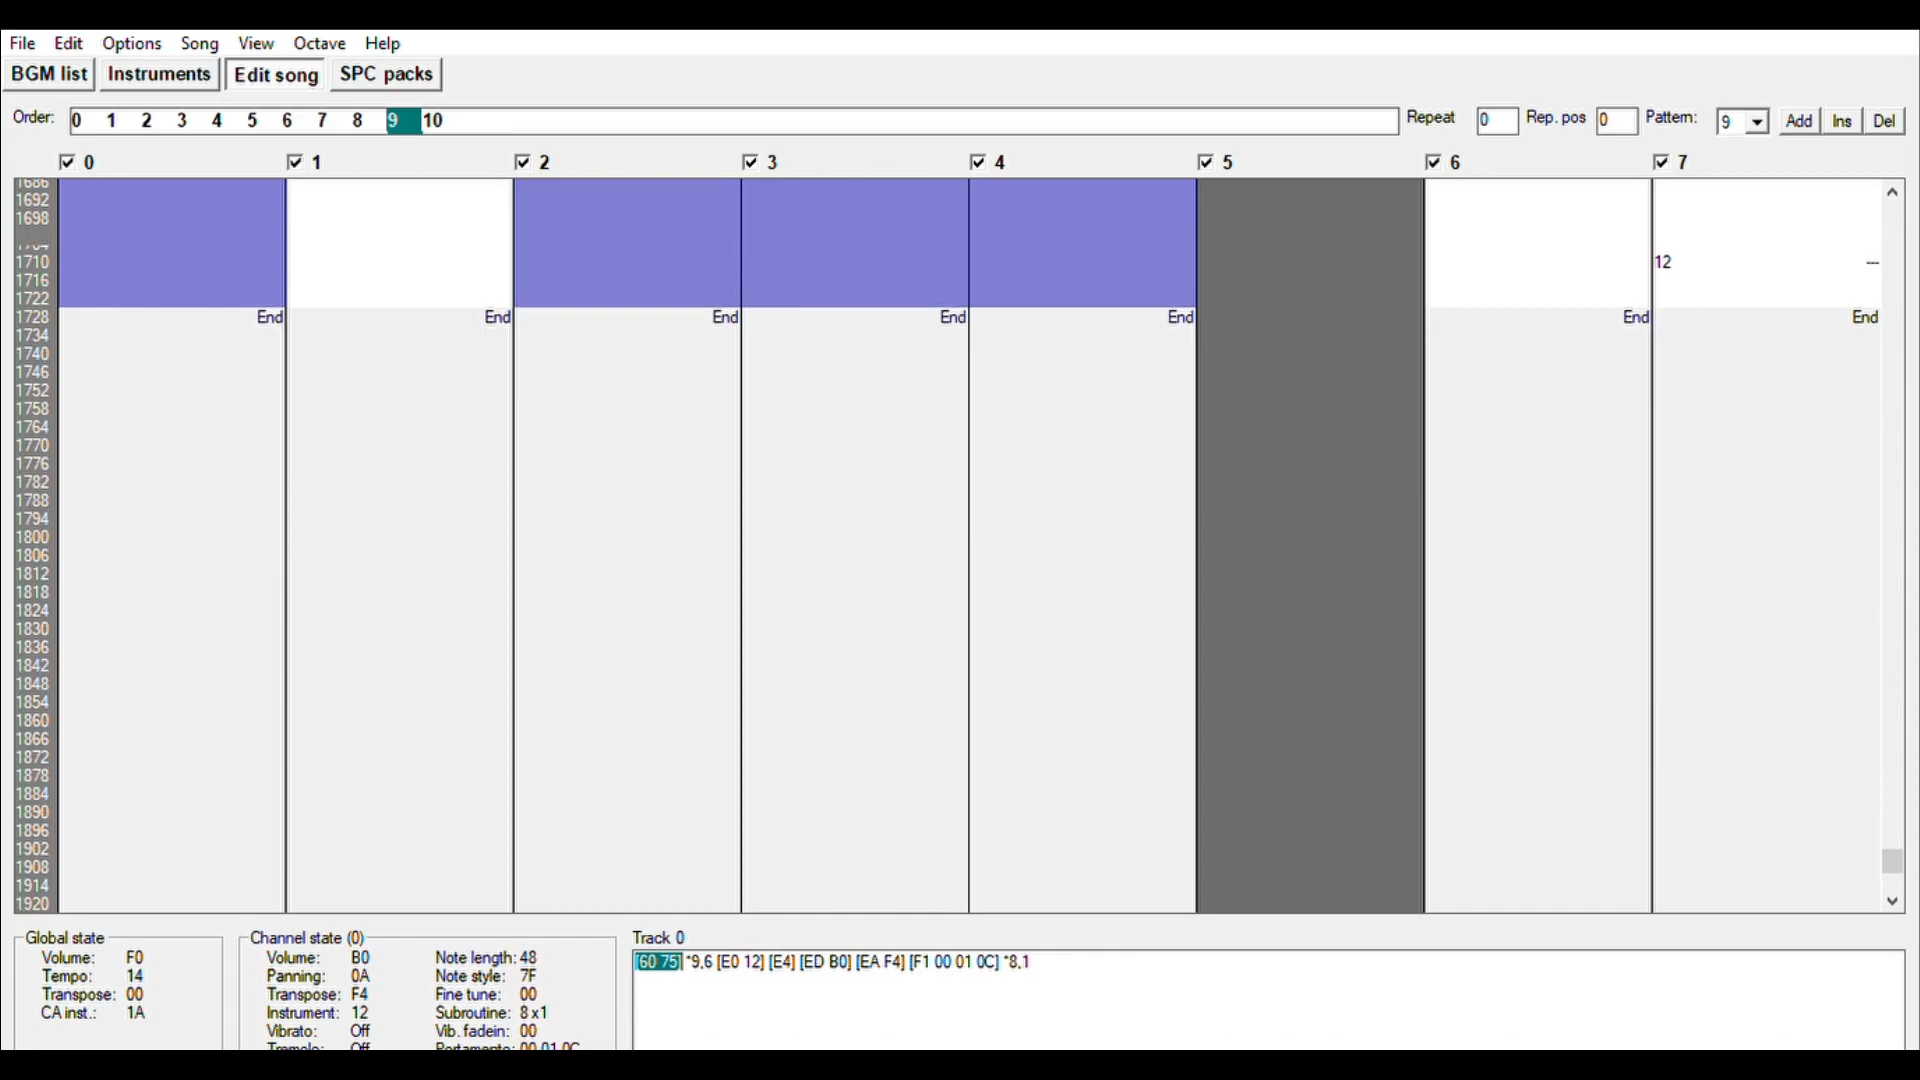 File Edit Options Song View Octave Help
BGM list Instruments Edit song SPC packs
Order: 0 1 2 3 4 5 6 7 8 9 10 Repeat 0 Rep. pos 0 Pattern: 9 Add Ins Del
0 1 2 3 4 5 6 7
1686
1692
1698
1710 12 ---
1716
1722
1728 End End End End End End End
1734
1740
1746
1752
1758
1764
1770
1776
1782
1788
1794
1800
1806
1812
1818
1824
1830
1836
1842
1848
1854
1860
1866
1872
1878
1884
1890
1896
1902
1908
1914
1920
Global state
Volume: F0
Tempo: 14
Transpose: 00
CA inst.: 1A
Channel state (0)
Volume: B0 Note length: 48
Panning: 0A Note style: 7F
Transpose: F4 Fine tune: 00
Instrument: 12 Subroutine: 8 x1
Vibrato: Off Vib. fadein: 00
Tremolo: Off Portamento: 00 01 0C
Track 0
[60 75] *9,6 [E0 12] [E4] [ED B0] [EA F4] [F1 00 01 0C] *8,1